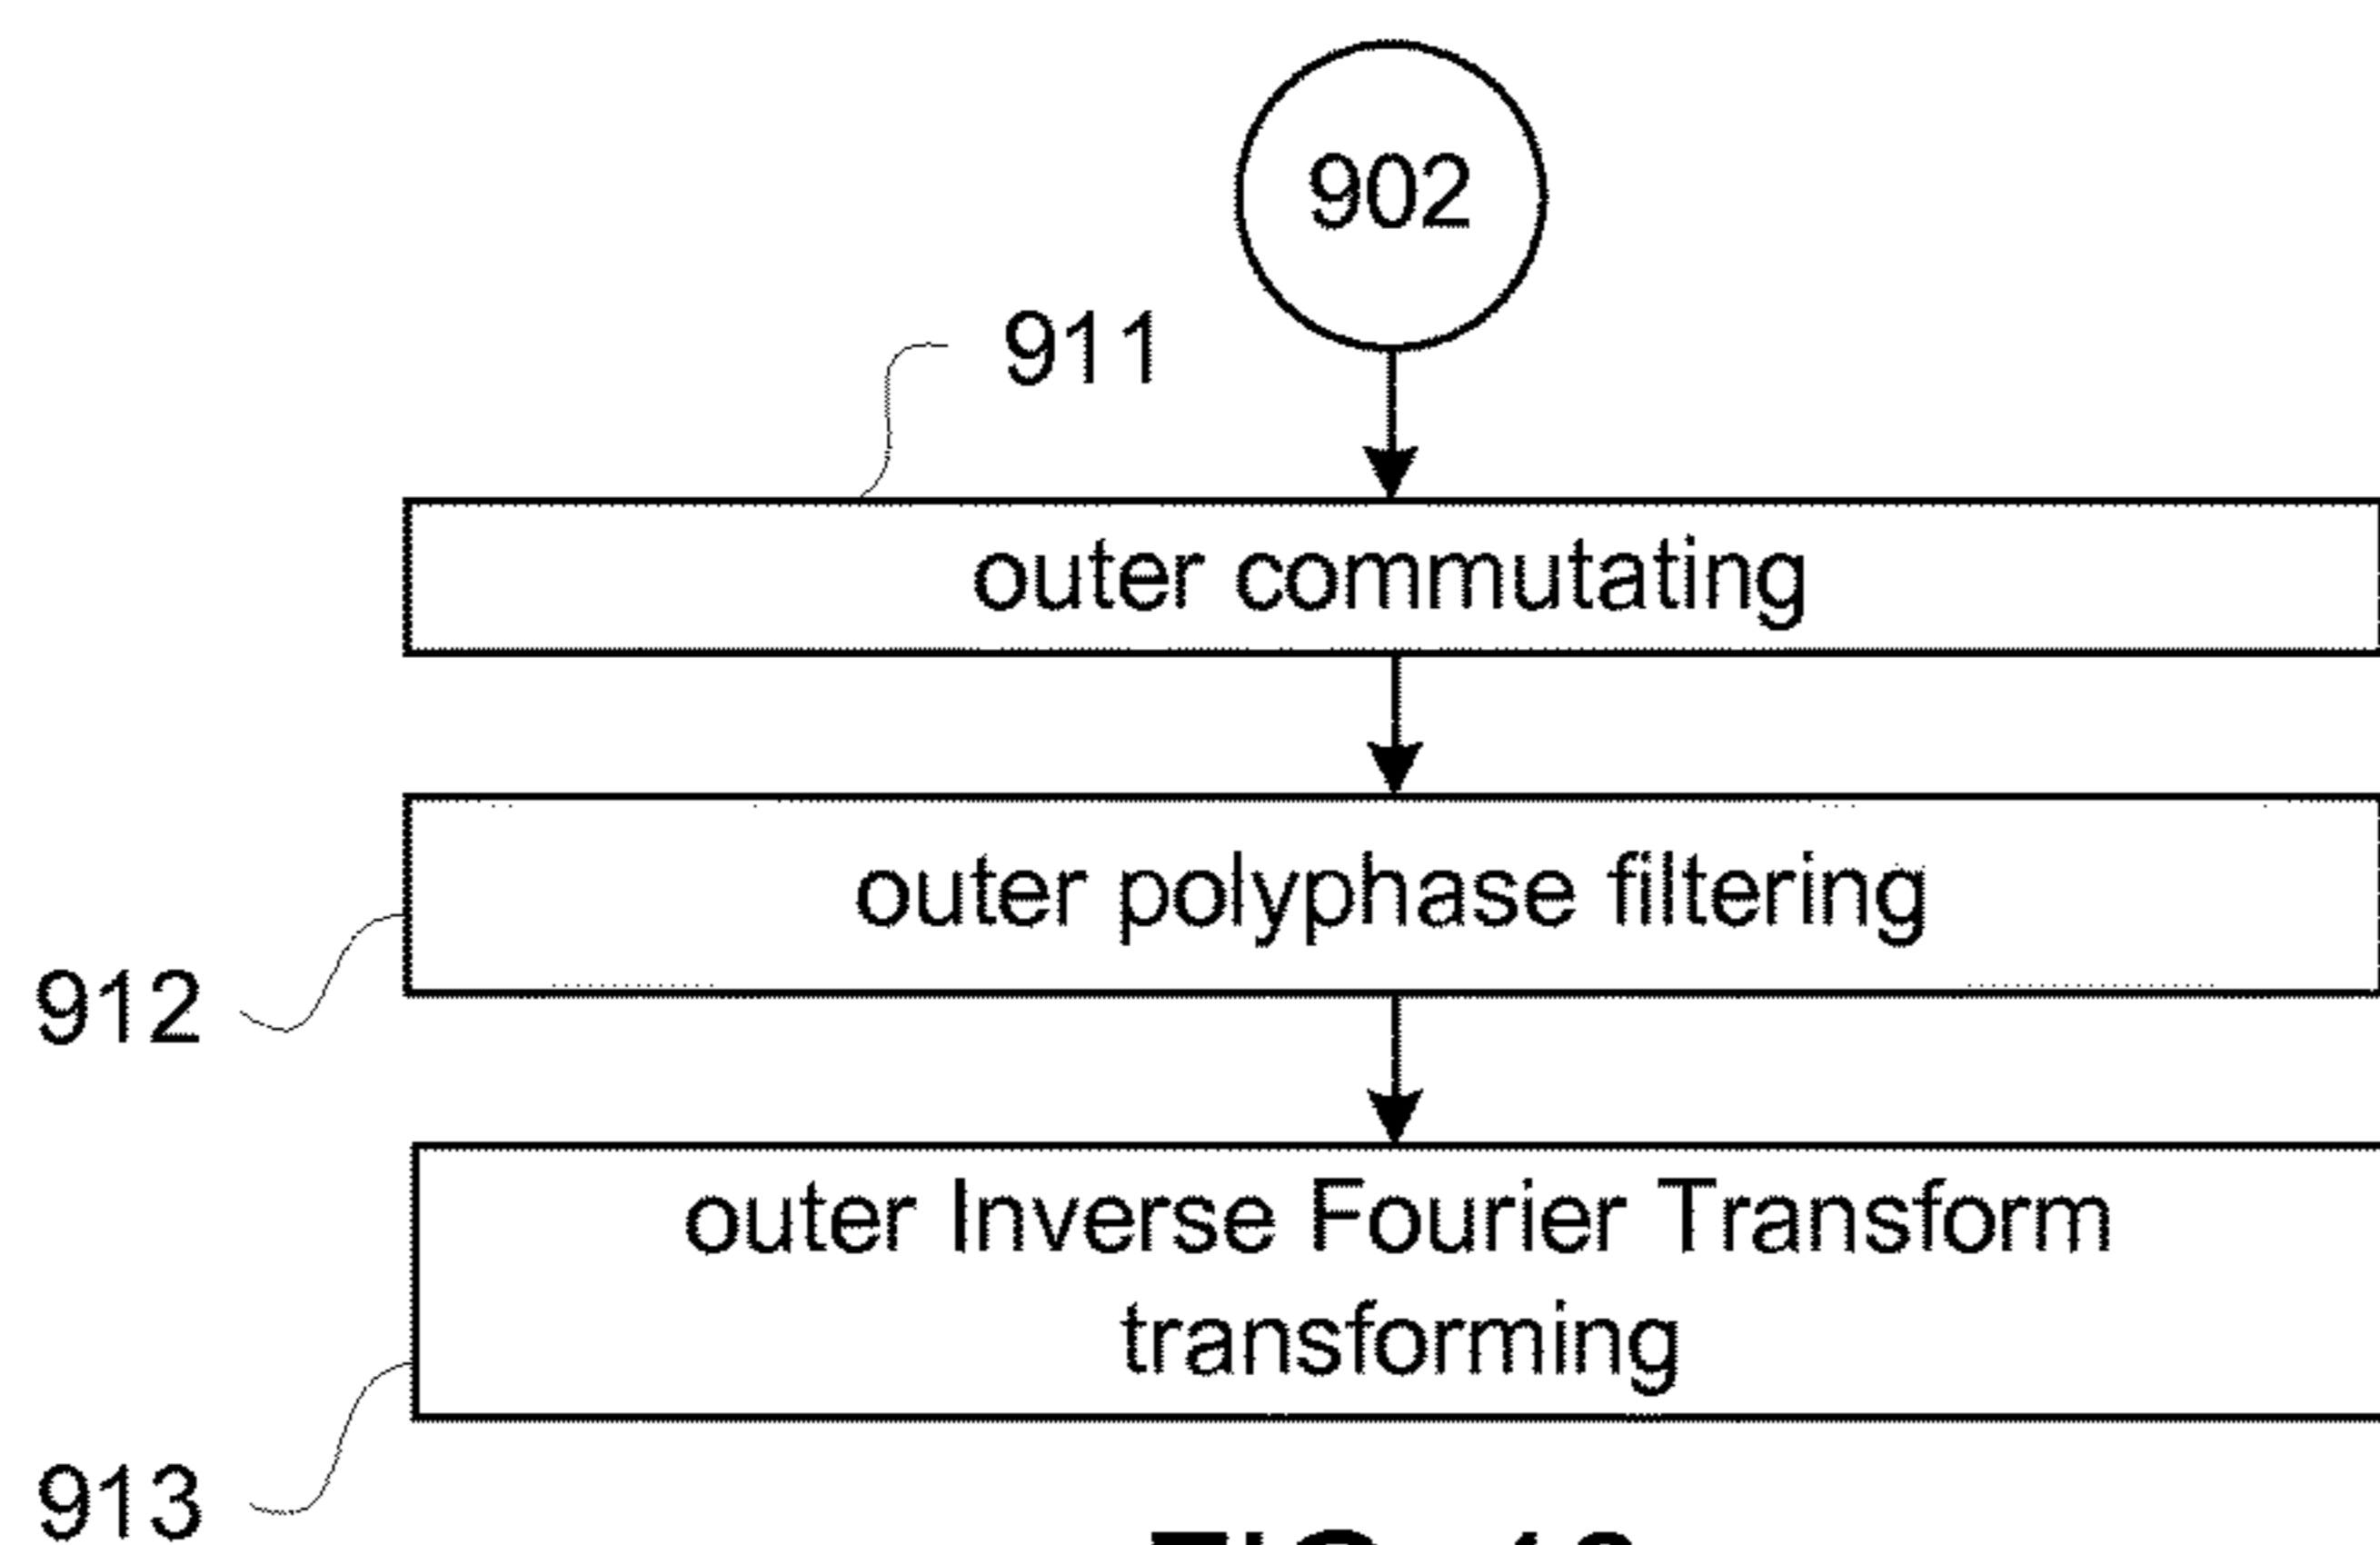 902
911
outer commutating
outer polyphase filtering
912
outer Inverse Fourier Transform
transforming
913